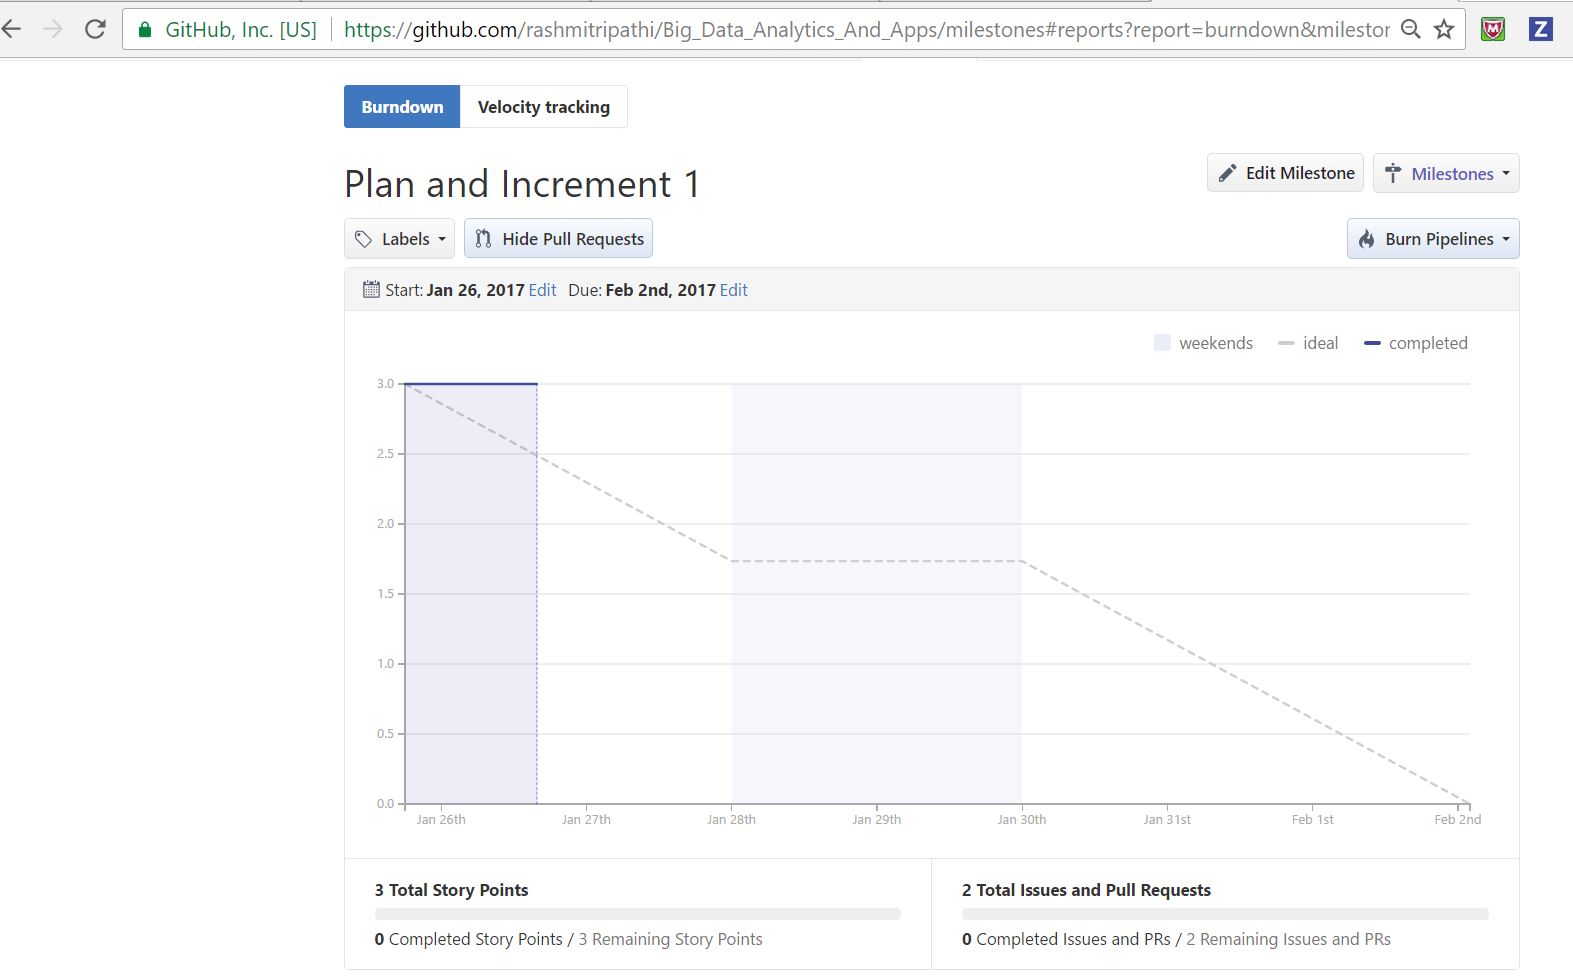 GitHub, Inc. [US] https://github.com/rashmitripathi/Big_Data_Analytics_And_Apps/milestones#reports?report=burndown&milestor
Z
Burndown Velocity tracking
Plan and Increment 1
Edit Milestone Milestones
Labels Hide Pull Requests Burn Pipelines
Start: Jan 26, 2017 Edit Due: Feb 2nd, 2017 Edit
weekends ideal completed
3.0
2.5
2.0
1.5
1.0
0.5
0.0
Jan 26th Jan 27th Jan 28th Jan 29th Jan 30th Jan 31st Feb 1st Feb 2nd
3 Total Story Points
0 Completed Story Points / 3 Remaining Story Points
2 Total Issues and Pull Requests
0 Completed Issues and PRs / 2 Remaining Issues and PRs